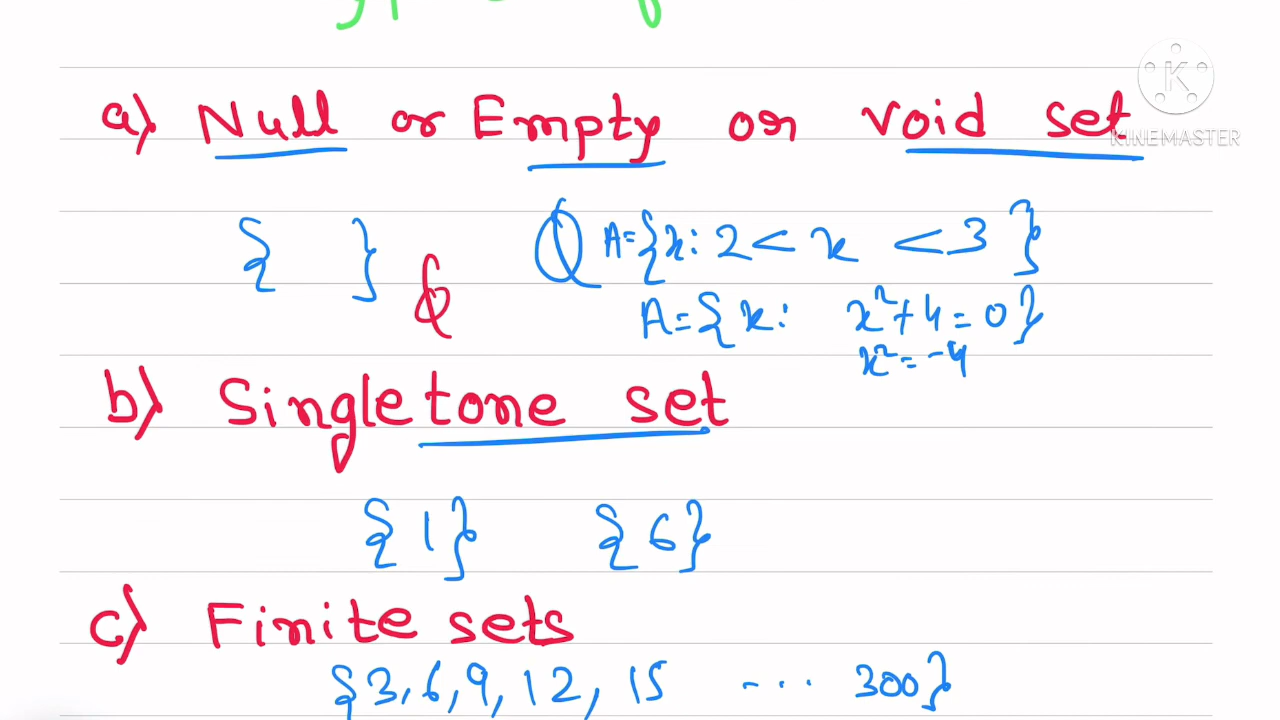 a) Null or Empty or void set
K
KINEMASTER
{ } ϕ Q A={x: 2 < x < 3 }
A={x: x²+4=0}
x²=-4
b) Singletone set
{1} {6}
c) Finite sets
{3,6,9,12,15 ... 300}